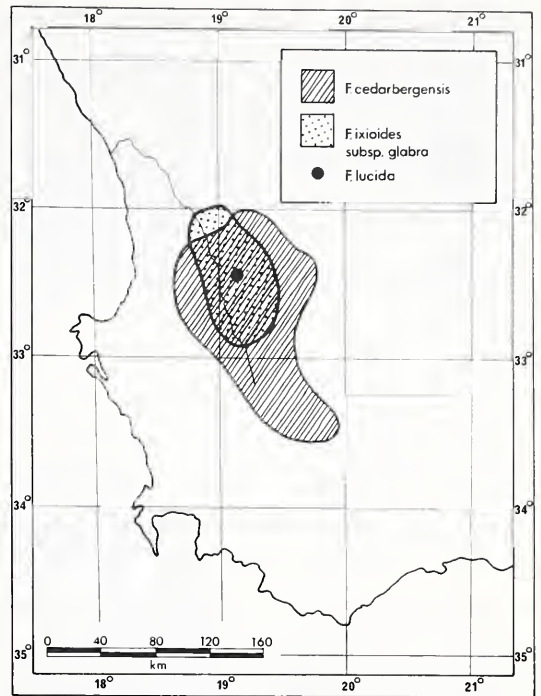 18° 19° 20° 21°
31° 31°
F. cedarbergensis
F. ixioides
subsp. glabra
F. lucida
32° 32°
33° 33°
34° 34°
0 40 80 120 160
km
35° 35°
18° 19° 20° 21°